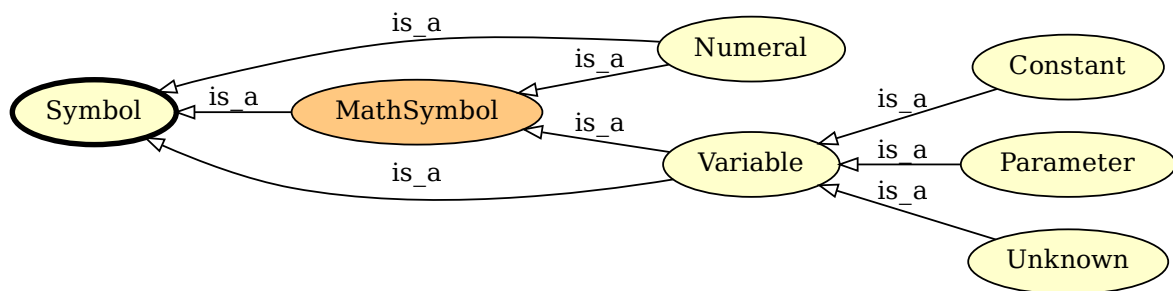 is_a
Numeral
is_a
Constant
is_a
Symbol
is_a
MathSymbol
is_a
Variable
is_a
Parameter
is_a
is_a
Unknown